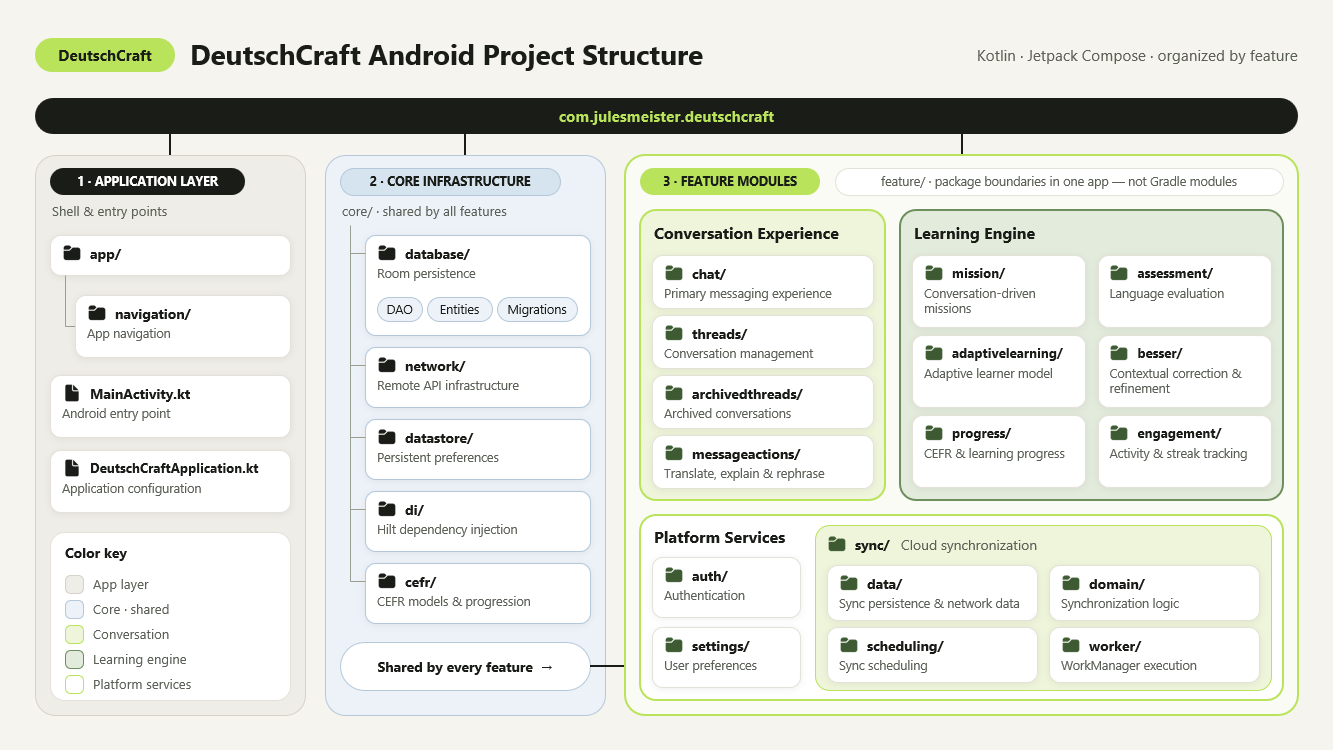 DeutschCraft
DeutschCraft Android Project Structure
Kotlin · Jetpack Compose · organized by feature
com.julesmeister.deutschcraft
1 · APPLICATION LAYER
Shell & entry points
app/
navigation/
App navigation
MainActivity.kt
Android entry point
DeutschCraftApplication.kt
Application configuration
Color key
App layer
Core · shared
Conversation
Learning engine
Platform services
2 · CORE INFRASTRUCTURE
core/ · shared by all features
database/
Room persistence
DAO
Entities
Migrations
network/
Remote API infrastructure
datastore/
Persistent preferences
di/
Hilt dependency injection
cefr/
CEFR models & progression
Shared by every feature →
3 · FEATURE MODULES
feature/ · package boundaries in one app — not Gradle modules
Conversation Experience
chat/
Primary messaging experience
threads/
Conversation management
archivedthreads/
Archived conversations
messageactions/
Translate, explain & rephrase
Learning Engine
mission/
Conversation-driven
missions
assessment/
Language evaluation
adaptivelearning/
Adaptive learner model
besser/
Contextual correction &
refinement
progress/
CEFR & learning progress
engagement/
Activity & streak tracking
Platform Services
auth/
Authentication
settings/
User preferences
sync/ Cloud synchronization
data/
Sync persistence & network data
domain/
Synchronization logic
scheduling/
Sync scheduling
worker/
WorkManager execution